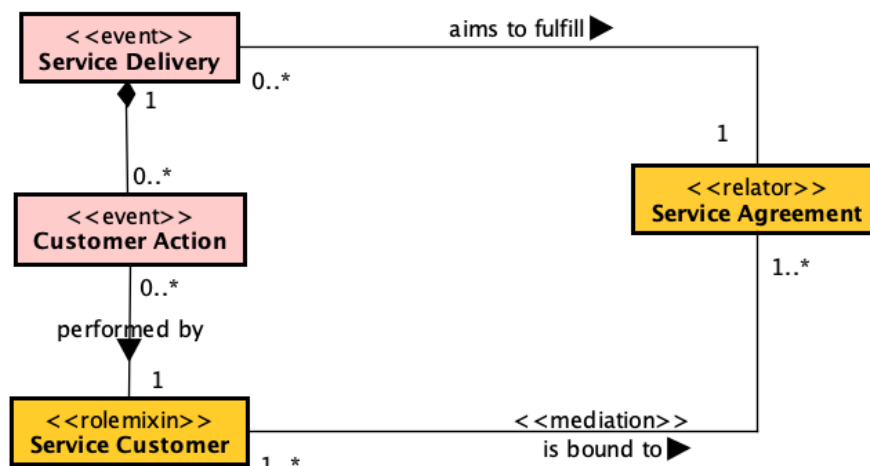 <<event>>
Service Delivery
aims to fulfill
0..*
1
1
0..*
<<relator>>
Service Agreement
<<event>>
Customer Action
1..*
0..*
performed by
1
<<rolemixin>>
Service Customer
<<mediation>>
is bound to
1..*